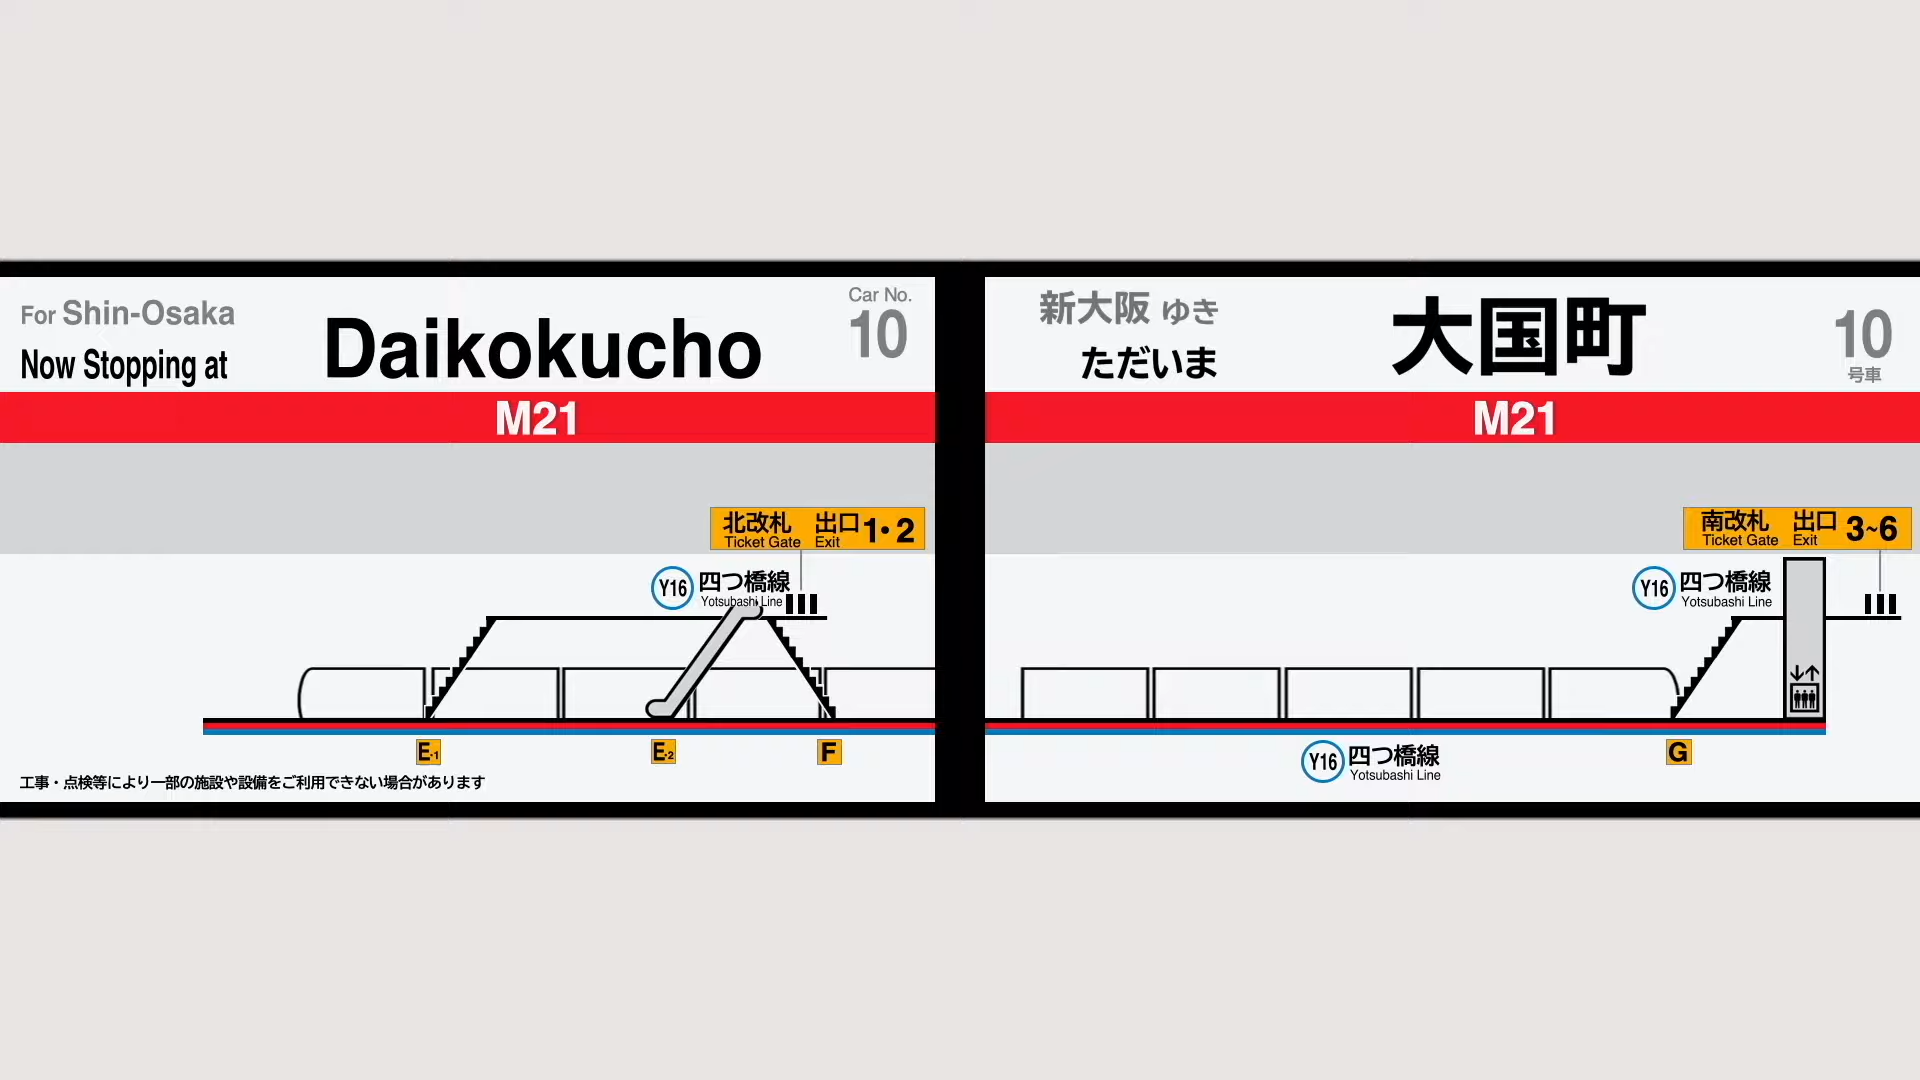 For Shin-Osaka
Now Stopping at
Daikokucho
Car No.
10
M21
北改札 出口 1・2
Ticket Gate Exit
Y16 四つ橋線
Yotsubashi Line
E-1
E-2
F
工事・点検等により一部の施設や設備をご利用できない場合があります
新大阪 ゆき
ただいま
大国町
10
号車
M21
南改札 出口 3~6
Ticket Gate Exit
Y16 四つ橋線
Yotsubashi Line
Y16 四つ橋線
Yotsubashi Line
G